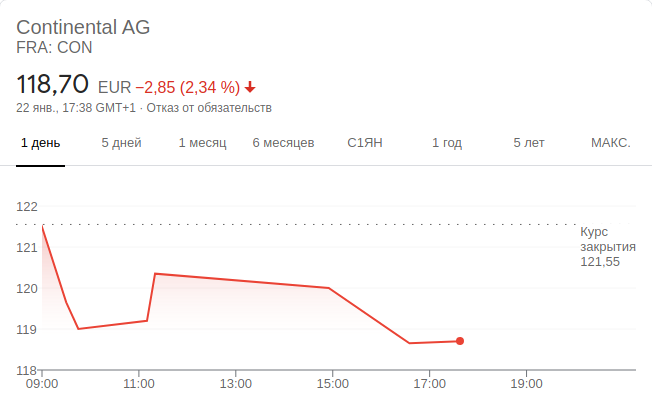 Continental AG
FRA: CON
118,70 EUR −2,85 (2,34 %)
22 янв., 17:38 GMT+1 · Отказ от обязательств
1 день 5 дней 1 месяц 6 месяцев С1ЯН 1 год 5 лет МАКС.
122
121
120
119
118
Курс
закрытия
121,55
09:00 11:00 13:00 15:00 17:00 19:00